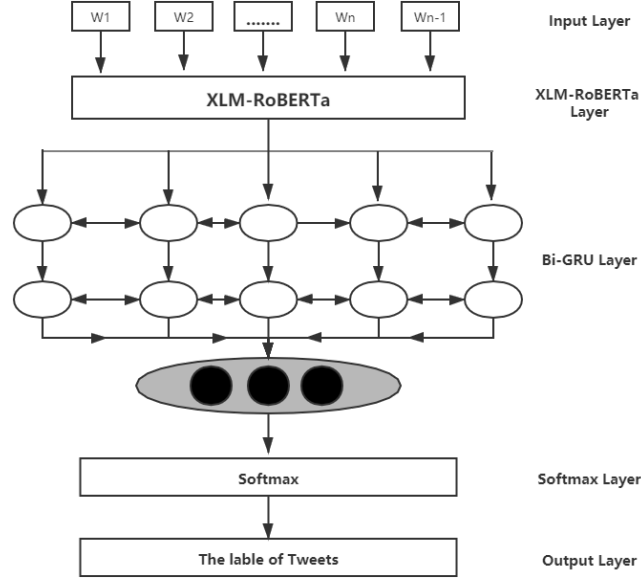 W1 W2 ....... Wn Wn-1 Input Layer
XLM-RoBERTa
XLM-RoBERTa
Layer
Bi-GRU Layer
Softmax Softmax Layer
The lable of Tweets Output Layer